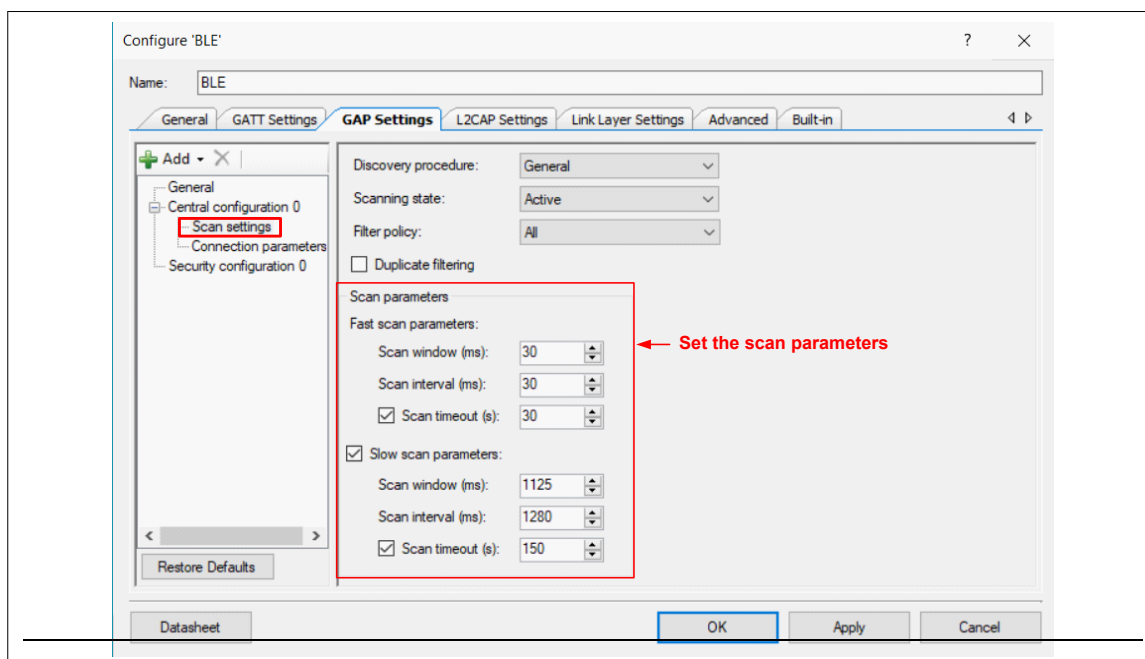 Configure 'BLE'
?
Name: BLE
General GATT Settings GAP Settings L2CAP Settings Link Layer Settings Advanced Built-in
Add
General
Central configuration 0
Scan settings
Connection parameters
Security configuration 0
Restore Defaults
Discovery procedure: General
Scanning state: Active
Filter policy: All
Duplicate filtering
Scan parameters
Fast scan parameters:
Scan window (ms): 30
Scan interval (ms): 30
Scan timeout (s): 30
Slow scan parameters:
Scan window (ms): 1125
Scan interval (ms): 1280
Scan timeout (s): 150
Set the scan parameters
Datasheet OK Apply Cancel